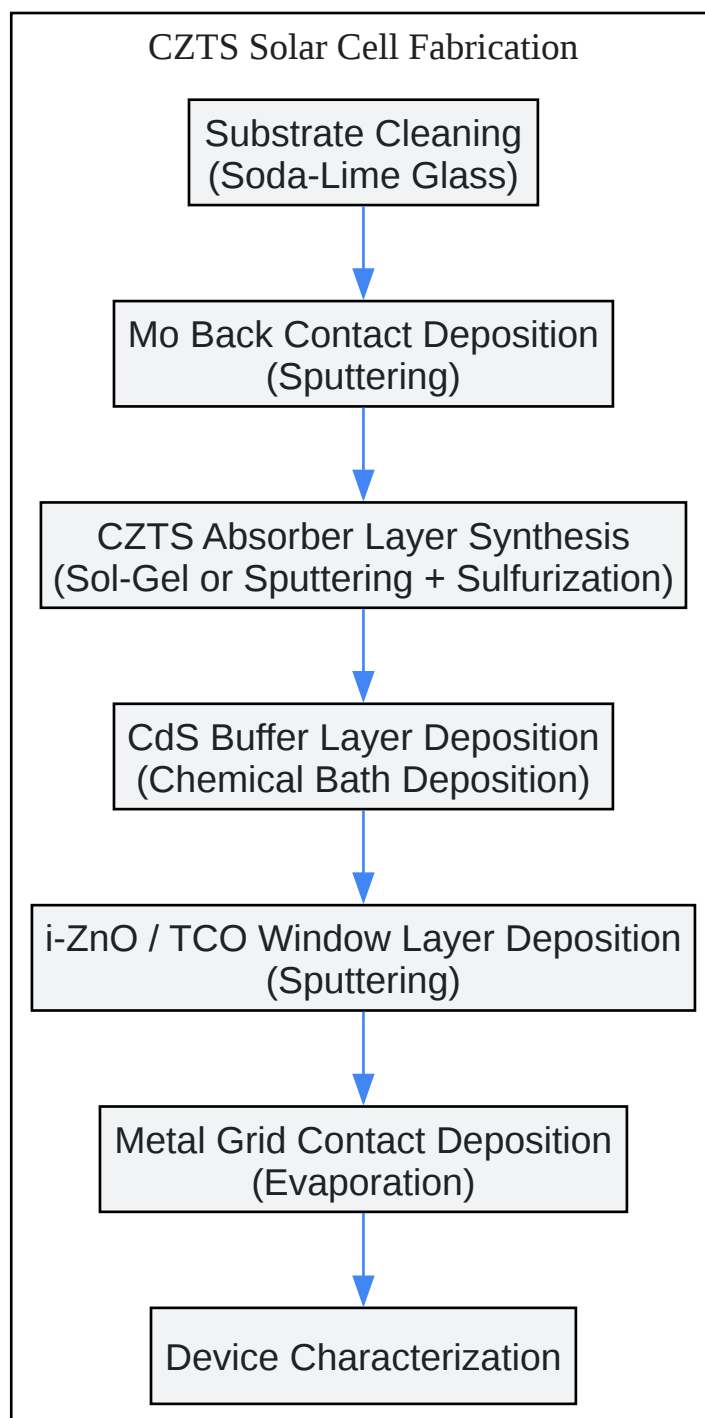 CZTS Solar Cell Fabrication
Substrate Cleaning
(Soda-Lime Glass)
Mo Back Contact Deposition
(Sputtering)
CZTS Absorber Layer Synthesis
(Sol-Gel or Sputtering + Sulfurization)
CdS Buffer Layer Deposition
(Chemical Bath Deposition)
i-ZnO / TCO Window Layer Deposition
(Sputtering)
Metal Grid Contact Deposition
(Evaporation)
Device Characterization